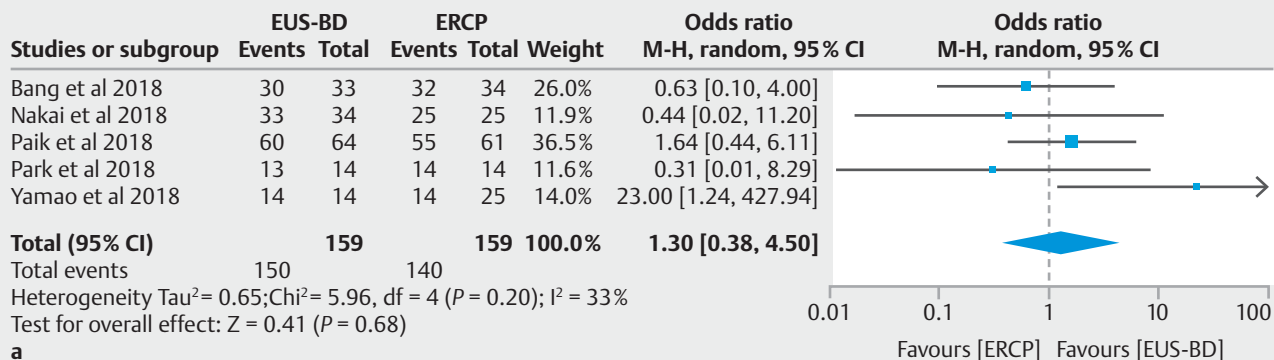 EUS-BD ERCP Odds ratio Odds ratio
Studies or subgroup Events Total Events Total Weight M-H, random, 95% CI M-H, random, 95% CI
Bang et al 2018 30 33 32 34 26.0% 0.63 [0.10, 4.00]
Nakai et al 2018 33 34 25 25 11.9% 0.44 [0.02, 11.20]
Paik et al 2018 60 64 55 61 36.5% 1.64 [0.44, 6.11]
Park et al 2018 13 14 14 14 11.6% 0.31 [0.01, 8.29]
Yamao et al 2018 14 14 14 25 14.0% 23.00 [1.24, 427.94]
Total (95% CI) 159 159 100.0% 1.30 [0.38, 4.50]
Total events 150 140
Heterogeneity Tau²= 0.65;Chi²= 5.96, df = 4 (P = 0.20); I² = 33%
Test for overall effect: Z = 0.41 (P = 0.68)
0.01 0.1 1 10 100
Favours [ERCP] Favours [EUS-BD]
a